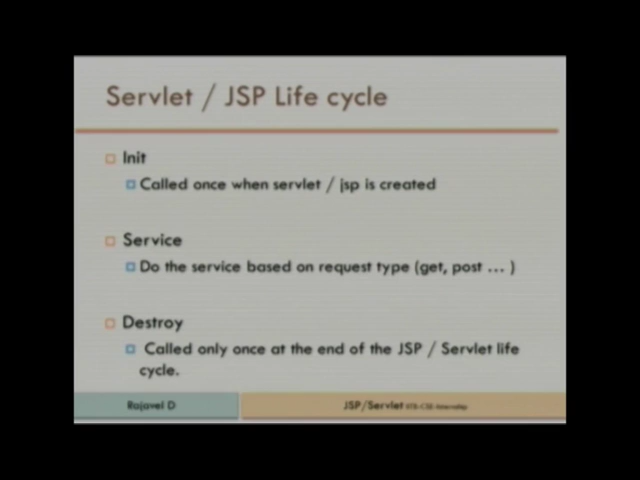 Servlet / JSP Life cycle
Init
Called once when servlet / jsp is created
Service
Do the service based on request type (get, post ... )
Destroy
Called only once at the end of the JSP / Servlet life
cycle.
Rajavel D
JSP/Servlet